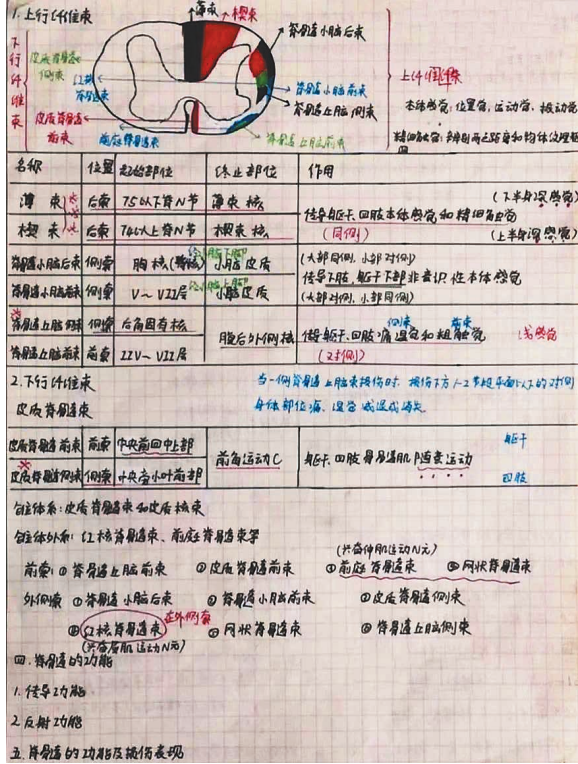 1. 上行纤维束
薄束
楔束
脊髓小脑后束
下行纤维束
皮质脊髓侧束
红核脊髓束
皮质脊髓前束
前庭脊髓束
脊髓小脑前束
脊髓丘脑侧束
脊髓丘脑前束
上行纤维束
本体感觉:位置觉,运动觉,振动觉
精细触觉:辨别两点距离和物体纹理
名称 位置 起始部位 终止部位 作用
薄束 后索 T5以下脊N节 薄束核 (下半身深感觉)
传导躯干、四肢本体感觉和精细触觉
楔束 后索 T4以上脊N节 楔束核 (同侧) (上半身深感觉)
脊髓小脑后束 侧索 胸核 经小脑下脚 小脑皮质 (大部同侧,小部对侧)
传导下肢,躯干下部非意识性本体感觉
脊髓小脑前束 侧索 V~VII层 经小脑上脚 小脑皮质 (大部对侧,小部同侧)
脊髓丘脑侧束 侧索 后角固有核 侧束 前束
背丘后外侧核 传导躯干、四肢痛温觉和粗触觉 浅感觉
脊髓丘脑前束 前索 V~VII层 (对侧)
2. 下行纤维束
当一侧脊髓丘脑束损伤时,损伤下方1-2节段平面以下的对侧
皮质脊髓束
身体部位痛、温觉减退或消失
皮质脊髓前束 前索 中央前回中上部 躯干
前角运动C 躯干、四肢骨骼肌随意运动
皮质脊髓侧束 侧索 中央旁小叶前部 四肢
锥体系:皮质脊髓束和皮质核束
锥体外系:红核脊髓束、前庭脊髓束等
(兴奋伸肌运动N元)
前索:① 脊髓丘脑前束 ② 皮质脊髓前束 ① 前庭脊髓束 网状脊髓束
外侧索 ① 脊髓小脑后束 ② 脊髓小脑前束 ① 皮质脊髓侧束
红核脊髓束 在外侧索 网状脊髓束 脊髓丘脑侧束
(兴奋屈肌运动N元)
四. 脊髓的功能
1. 传导功能
2. 反射功能
五. 脊髓的功能及损伤表现